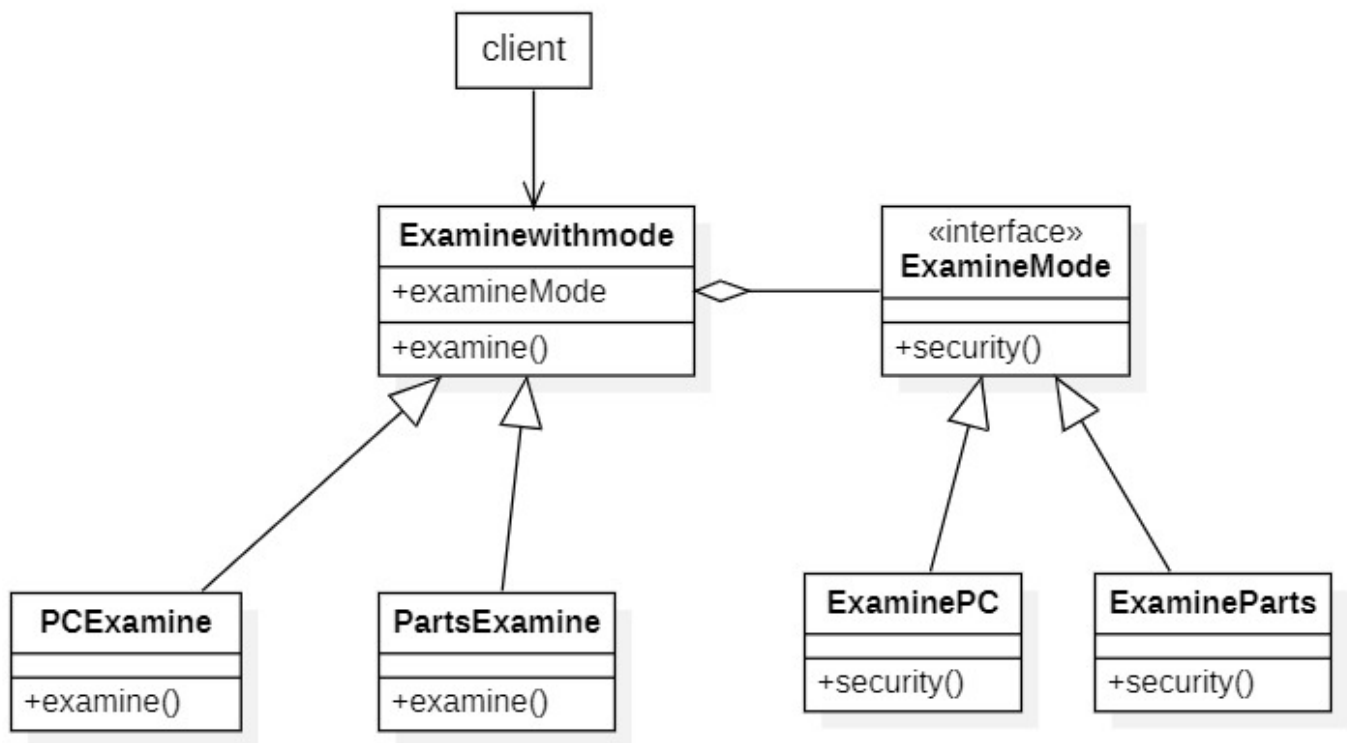 client
Examinewithmode
+examineMode
+examine()
«interface»
ExamineMode
+security()
PCExamine
+examine()
PartsExamine
+examine()
ExaminePC
+security()
ExamineParts
+security()